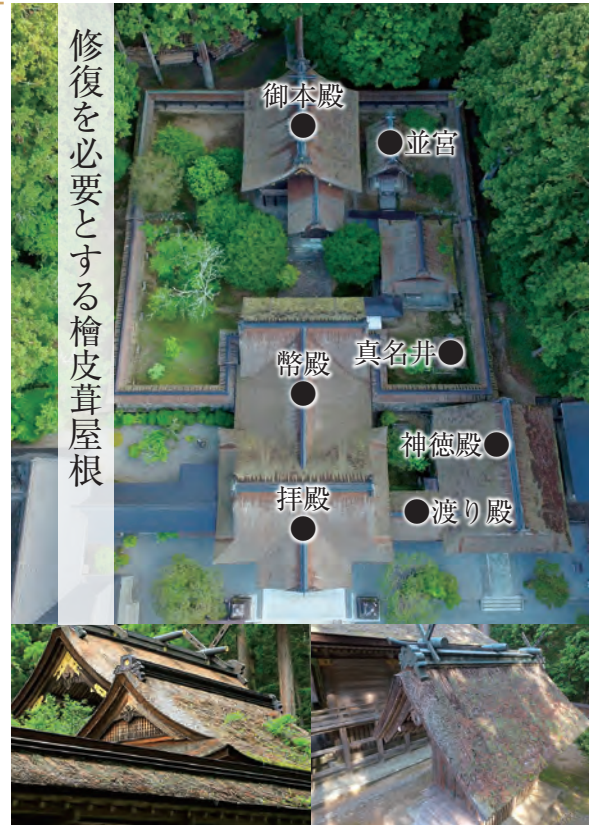 修復を必要とする檜皮葺屋根
御本殿
並宮
真名井
幣殿
神徳殿
渡り殿
拝殿